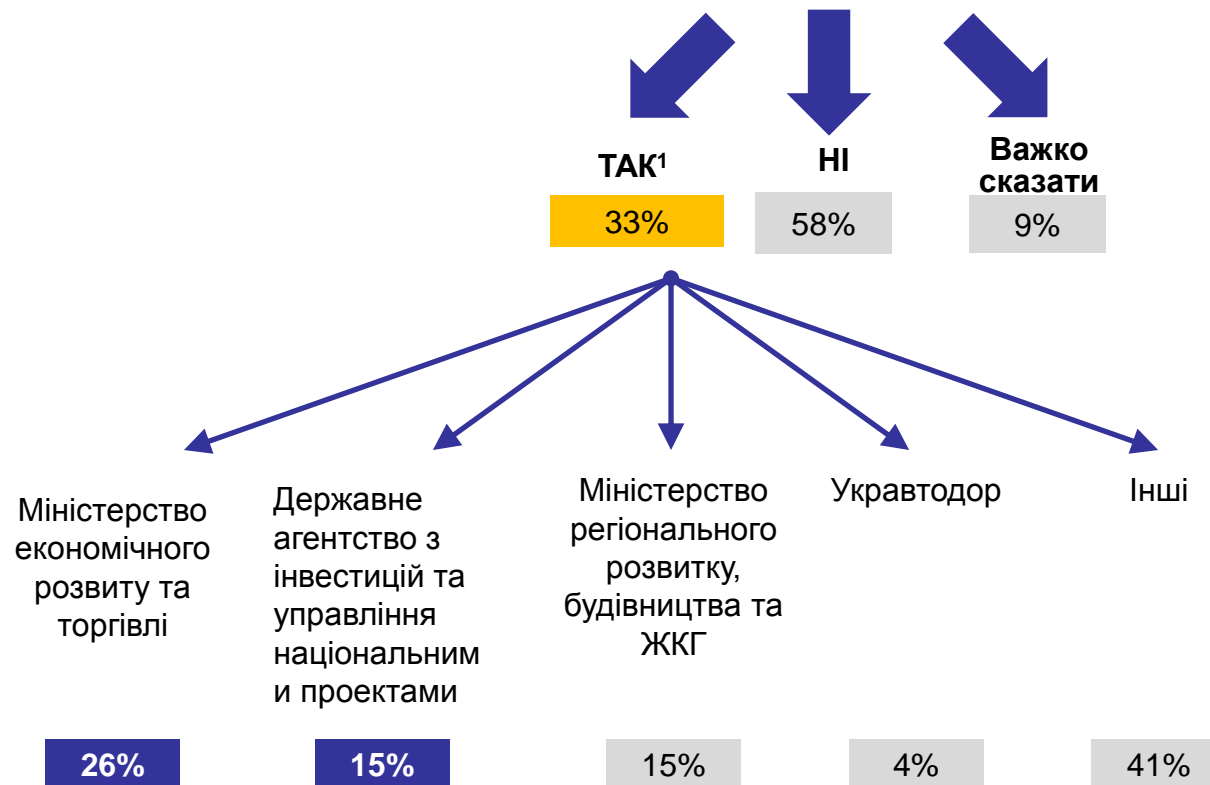 ТАК¹
НІ
Важко
сказати
33%
58%
9%
Міністерство
економічного
розвиту та
торгівлі
Державне
агентство з
інвестицій та
управління
національним
и проектами
Міністерство
регіонального
розвитку,
будівництва та
ЖКГ
Укравтодор
Інші
26%
15%
15%
4%
41%